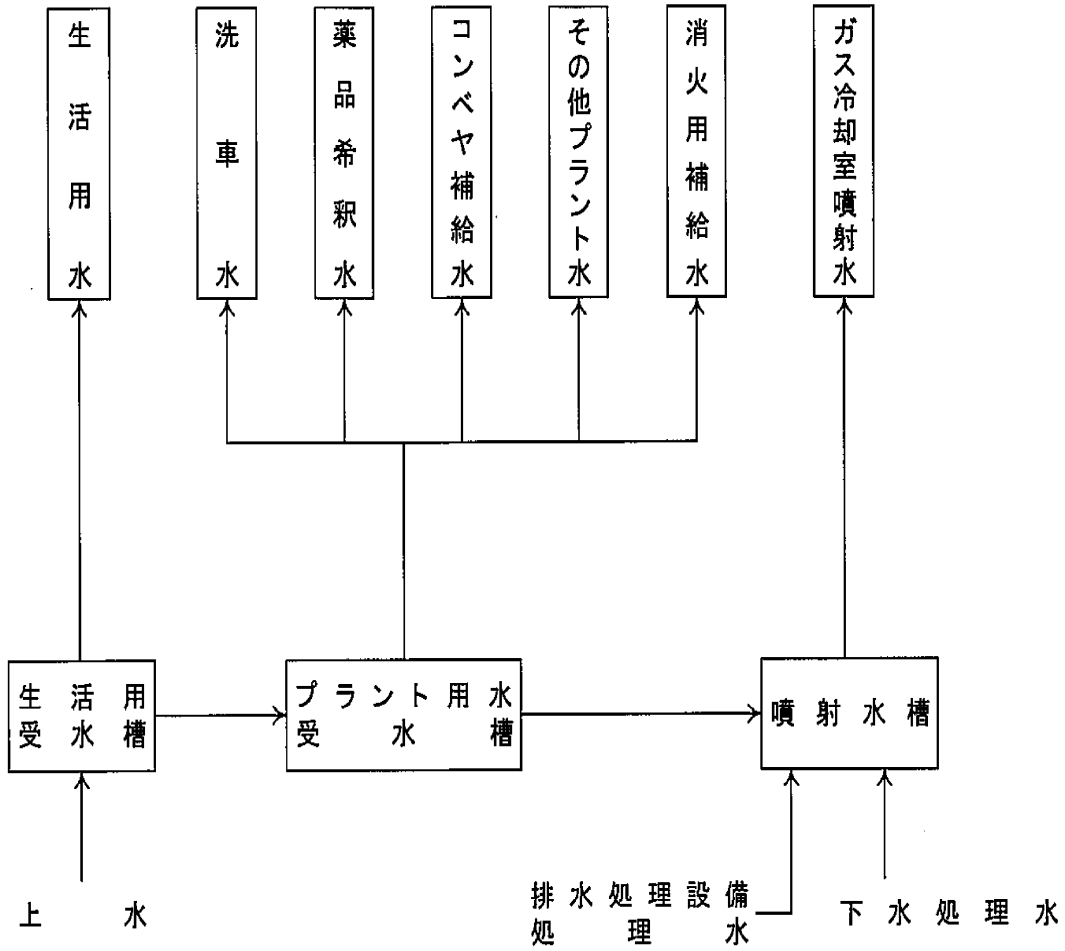 生活用水
洗車水
薬品希釈水
コンベヤ補給水
その他プラント水
消火用補給水
ガス冷却室噴射水
生活用
受水槽
プラント用水
受水槽
噴射水槽
上水
排水処理設備
処理水
下水処理水